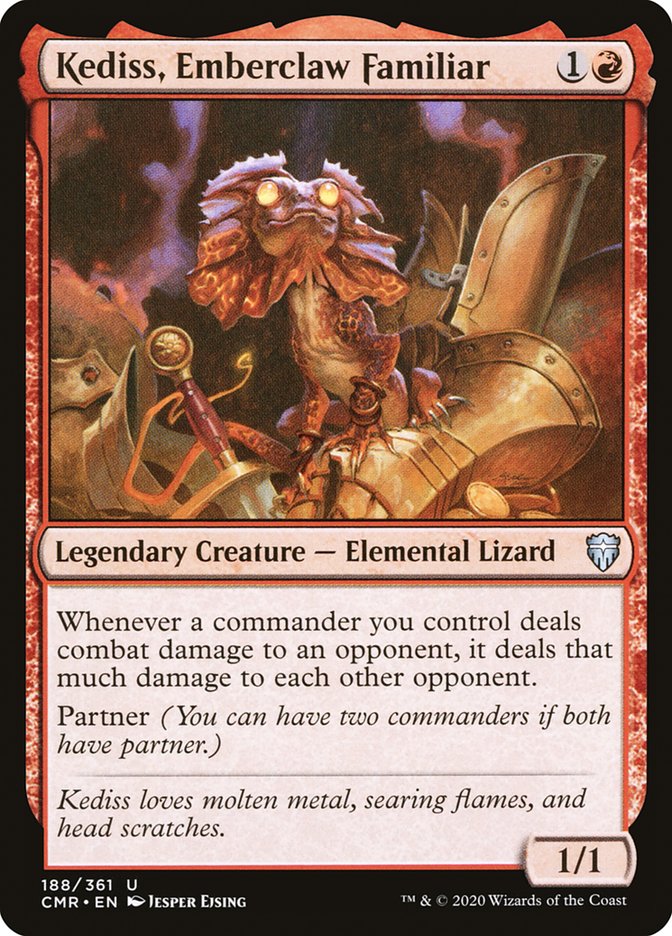 Kediss, Emberclaw Familiar 1
Legendary Creature — Elemental Lizard
Whenever a commander you control deals
combat damage to an opponent, it deals that
much damage to each other opponent.
Partner (You can have two commanders if both
have partner.)
Kediss loves molten metal, searing flames, and
head scratches.
1/1
188/361 U
CMR • EN Jesper Ejsing
™ & © 2020 Wizards of the Coast